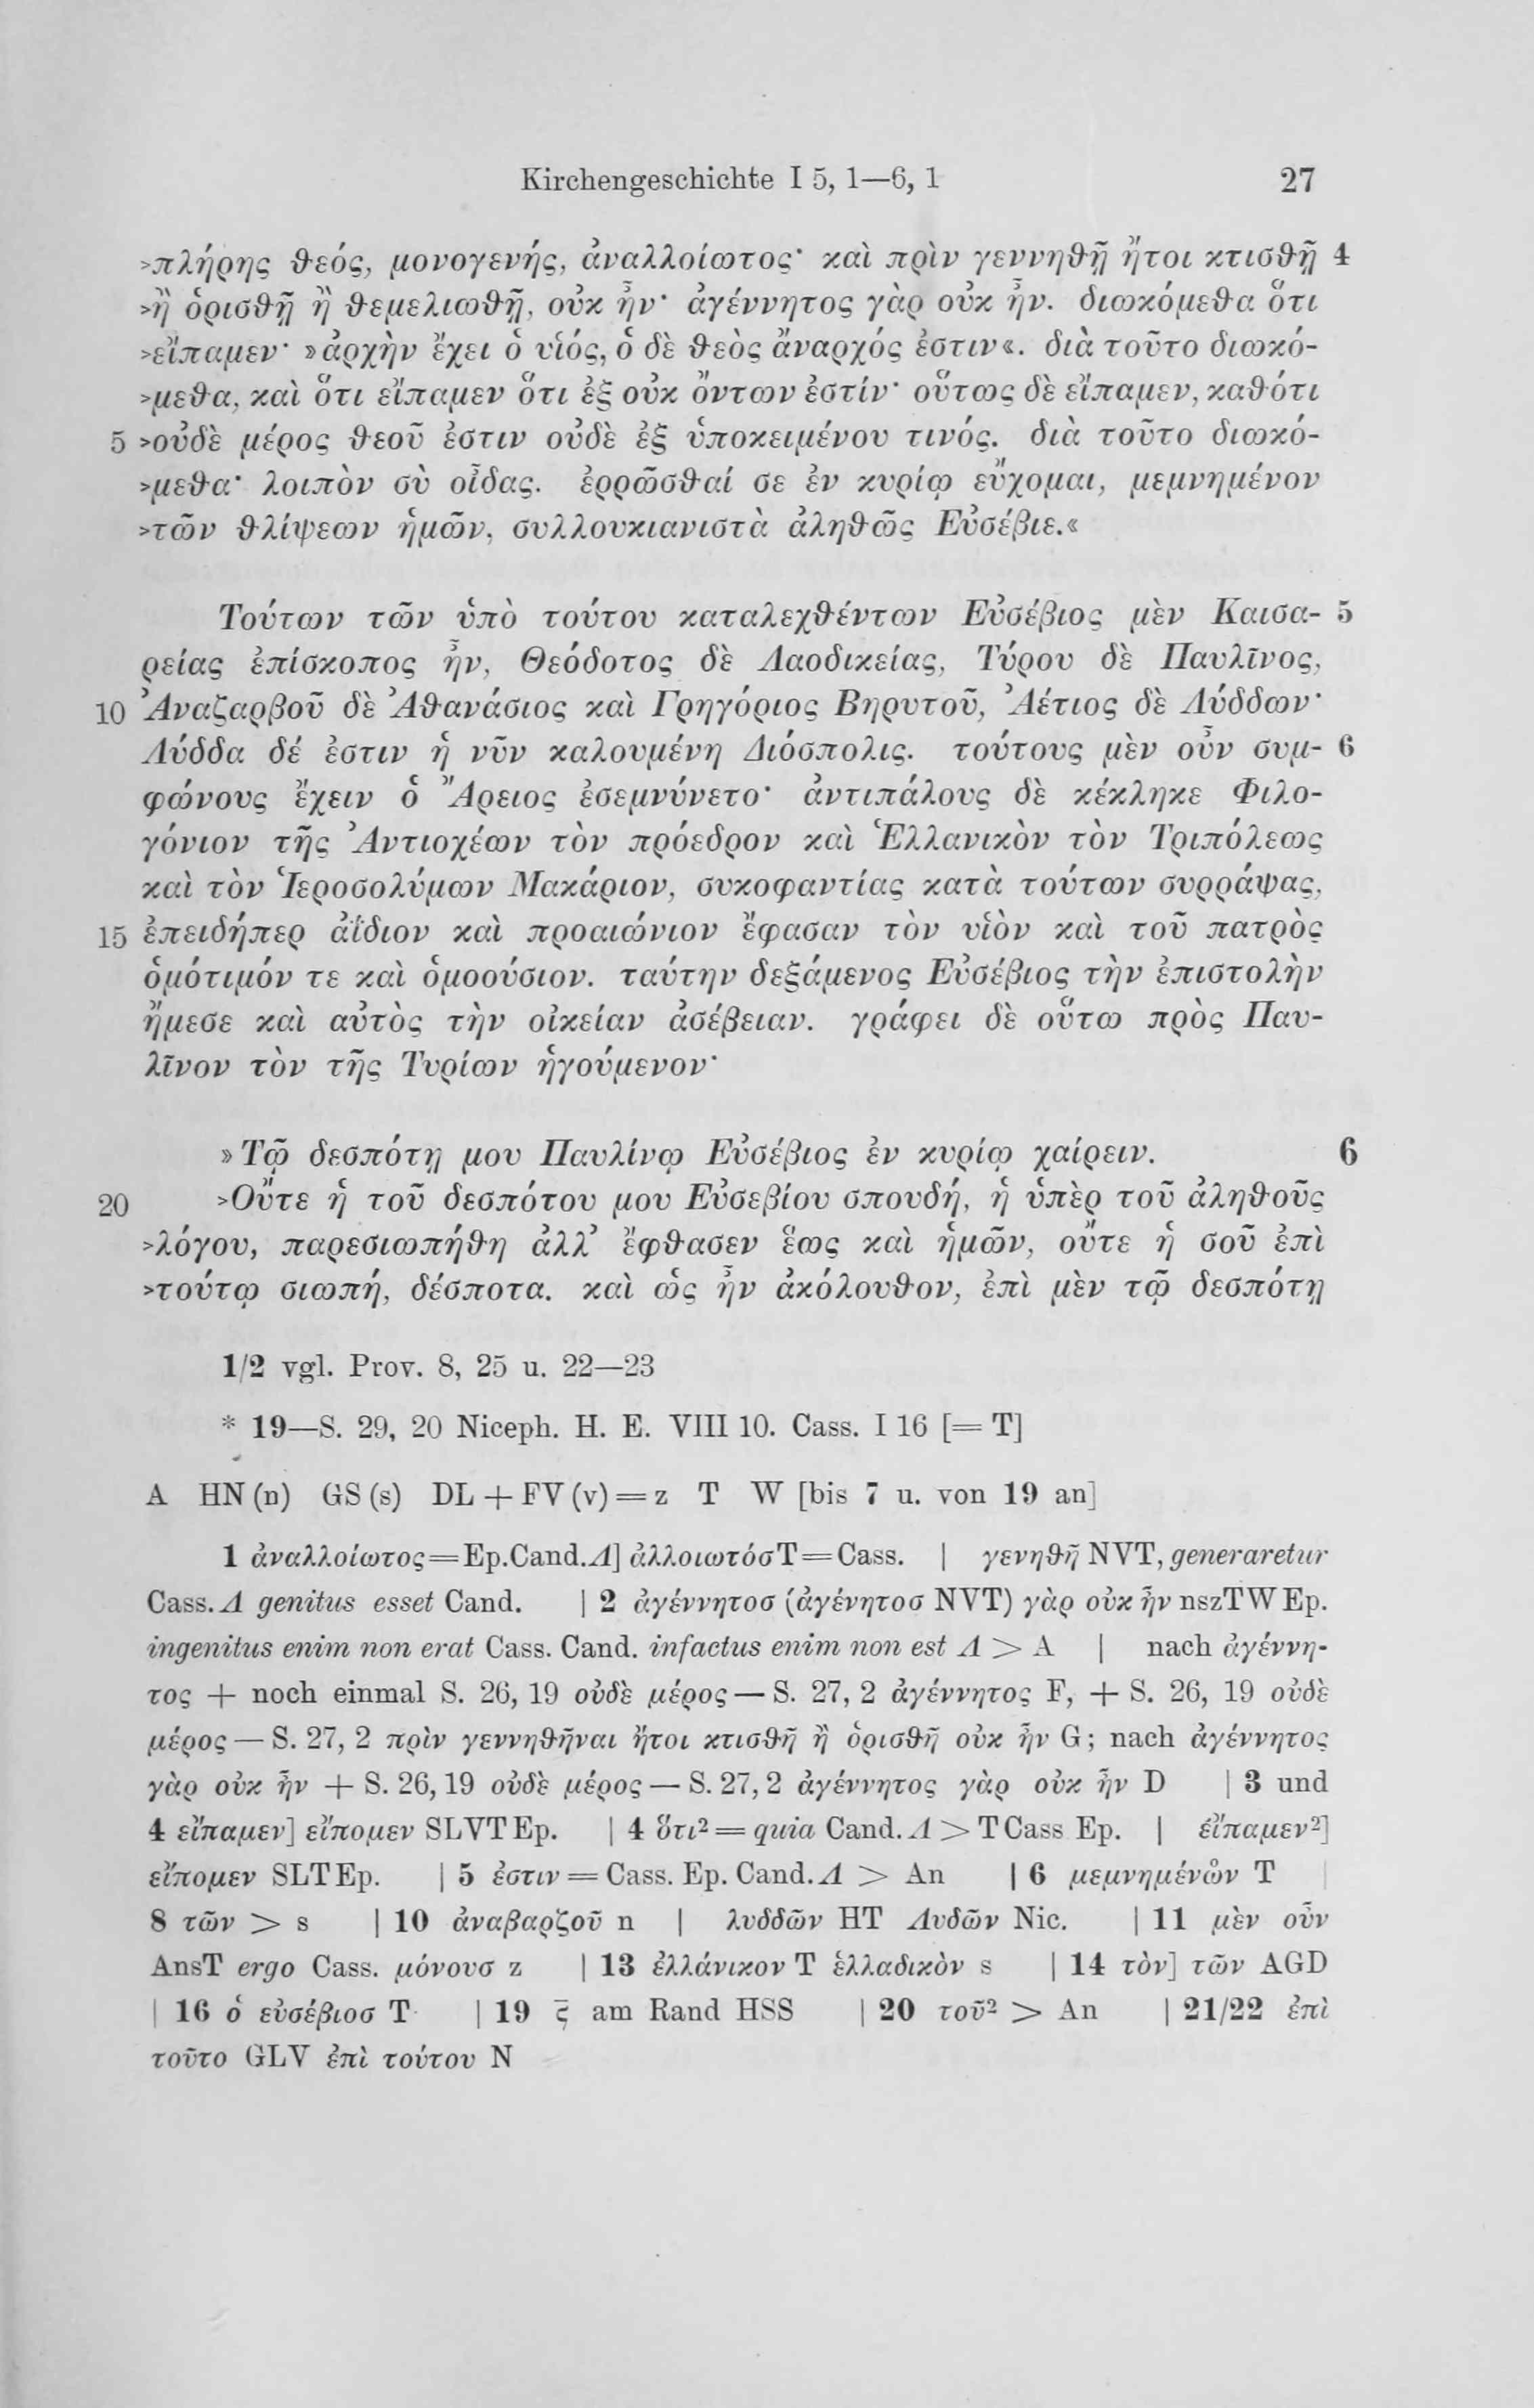 Kirchengeschichte I 5, 1—6, 1 27
>πλήρης θεός, μονογενής, ἀναλλοίωτος· καὶ πρὶν γεννηθῇ ἤτοι κτισθῇ 4
>ἢ ὁρισθῇ ἢ θεμελιωθῇ, οὐκ ἦν· ἀγέννητος γὰρ οὐκ ἦν. διωκόμεθα ὅτι
>εἴπαμεν· »ἀρχὴν ἔχει ὁ υἱός, ὁ δὲ θεὸς ἄναρχός ἐστιν«. διὰ τοῦτο διωκό-
>μεθα, καὶ ὅτι εἴπαμεν ὅτι ἐξ οὐκ ὄντων ἐστίν· οὕτως δὲ εἴπαμεν, καθότι
5 >οὐδὲ μέρος θεοῦ ἐστιν οὐδὲ ἐξ ὑποκειμένου τινός. διὰ τοῦτο διωκό-
>μεθα· λοιπὸν σὺ οἶδας. ἐρρῶσθαί σε ἐν κυρίῳ εὔχομαι, μεμνημένον
>τῶν θλίψεων ἡμῶν, συλλουκιανιστὰ ἀληθῶς Εὐσέβιε.«
Τούτων τῶν ὑπὸ τούτου καταλεχθέντων Εὐσέβιος μὲν Καισα- 5
ρείας ἐπίσκοπος ἦν, Θεόδοτος δὲ Λαοδικείας, Τύρου δὲ Παυλῖνος,
10 Ἀναζαρβοῦ δὲ Ἀθανάσιος καὶ Γρηγόριος Βηρυτοῦ, Ἀέτιος δὲ Λύδδων·
Λύδδα δέ ἐστιν ἡ νῦν καλουμένη Διόσπολις. τούτους μὲν οὖν συμ- 6
φώνους ἔχειν ὁ Ἄρειος ἐσεμνύνετο· ἀντιπάλους δὲ κέκληκε Φιλο-
γόνιον τῆς Ἀντιοχέων τὸν πρόεδρον καὶ Ἑλλανικὸν τὸν Τριπόλεως
καὶ τὸν Ἱεροσολύμων Μακάριον, συκοφαντίας κατὰ τούτων συρράψας,
15 ἐπειδήπερ ἀΐδιον καὶ προαιώνιον ἔφασαν τὸν υἱὸν καὶ τοῦ πατρὸς
ὁμότιμόν τε καὶ ὁμοούσιον. ταύτην δεξάμενος Εὐσέβιος τὴν ἐπιστολὴν
ἤμεσε καὶ αὐτὸς τὴν οἰκείαν ἀσέβειαν. γράφει δὲ οὕτω πρὸς Παυ-
λῖνον τὸν τῆς Τυρίων ἡγούμενον·
»Τῷ δεσπότῃ μου Παυλίνῳ Εὐσέβιος ἐν κυρίῳ χαίρειν. 6
20 >Οὔτε ἡ τοῦ δεσπότου μου Εὐσεβίου σπουδή, ἡ ὑπὲρ τοῦ ἀληθοῦς
>λόγου, παρεσιωπήθη ἀλλ’ ἔφθασεν ἕως καὶ ἡμῶν, οὔτε ἡ σοῦ ἐπὶ
>τούτῳ σιωπή, δέσποτα. καὶ ὡς ἦν ἀκόλουθον, ἐπὶ μὲν τῷ δεσπότῃ
1/2 vgl. Prov. 8, 25 u. 22—23
* 19—S. 29, 20 Niceph. H. E. VIII 10. Cass. I 16 [= T]
A HN (n) GS (s) DL + FV (v) = z T W [bis 7 u. von 19 an]
1 ἀναλλοίωτος = Ep. Cand. Λ] ἀλλοιωτόσ T = Cass. | γενηθῆ NVT, generaretur
Cass. Λ genitus esset Cand. | 2 ἀγέννητοσ (ἀγένητοσ NVT) γὰρ οὐκ ἦν nszTW Ep.
ingenitus enim non erat Cass. Cand. infactus enim non est Λ > A | nach ἀγέννη-
τος + noch einmal S. 26, 19 οὐδὲ μέρος — S. 27, 2 ἀγέννητος F, + S. 26, 19 οὐδὲ
μέρος — S. 27, 2 πρὶν γεννηθῆναι ἤτοι κτισθῆ ἢ ὁρισθῆ οὐκ ἦν G; nach ἀγέννητος
γὰρ οὐκ ἦν + S. 26, 19 οὐδὲ μέρος — S. 27, 2 ἀγέννητος γὰρ οὐκ ἦν D | 3 und
4 εἴπαμεν] εἴπομεν SLVT Ep. | 4 ὅτι² = quia Cand. Λ > T Cass Ep. | εἴπαμεν²]
εἴπομεν SLT Ep. | 5 ἐστιν = Cass. Ep. Cand. Λ > An | 6 μεμνημένὧν T |
8 τῶν > s | 10 ἀναβαρζοῦ n | λυδδῶν HT Λυδῶν Nic. | 11 μὲν οὖν
AnsT ergo Cass. μόνουσ z | 13 ἐλλάνικον T ἑλλαδικὸν s | 14 τὸν] τῶν AGD
| 16 ὁ εὐσέβιοσ T | 19 ς̄ am Rand HSS | 20 τοῦ² > An | 21/22 ἐπὶ
τοῦτο GLV ἐπὶ τούτου N